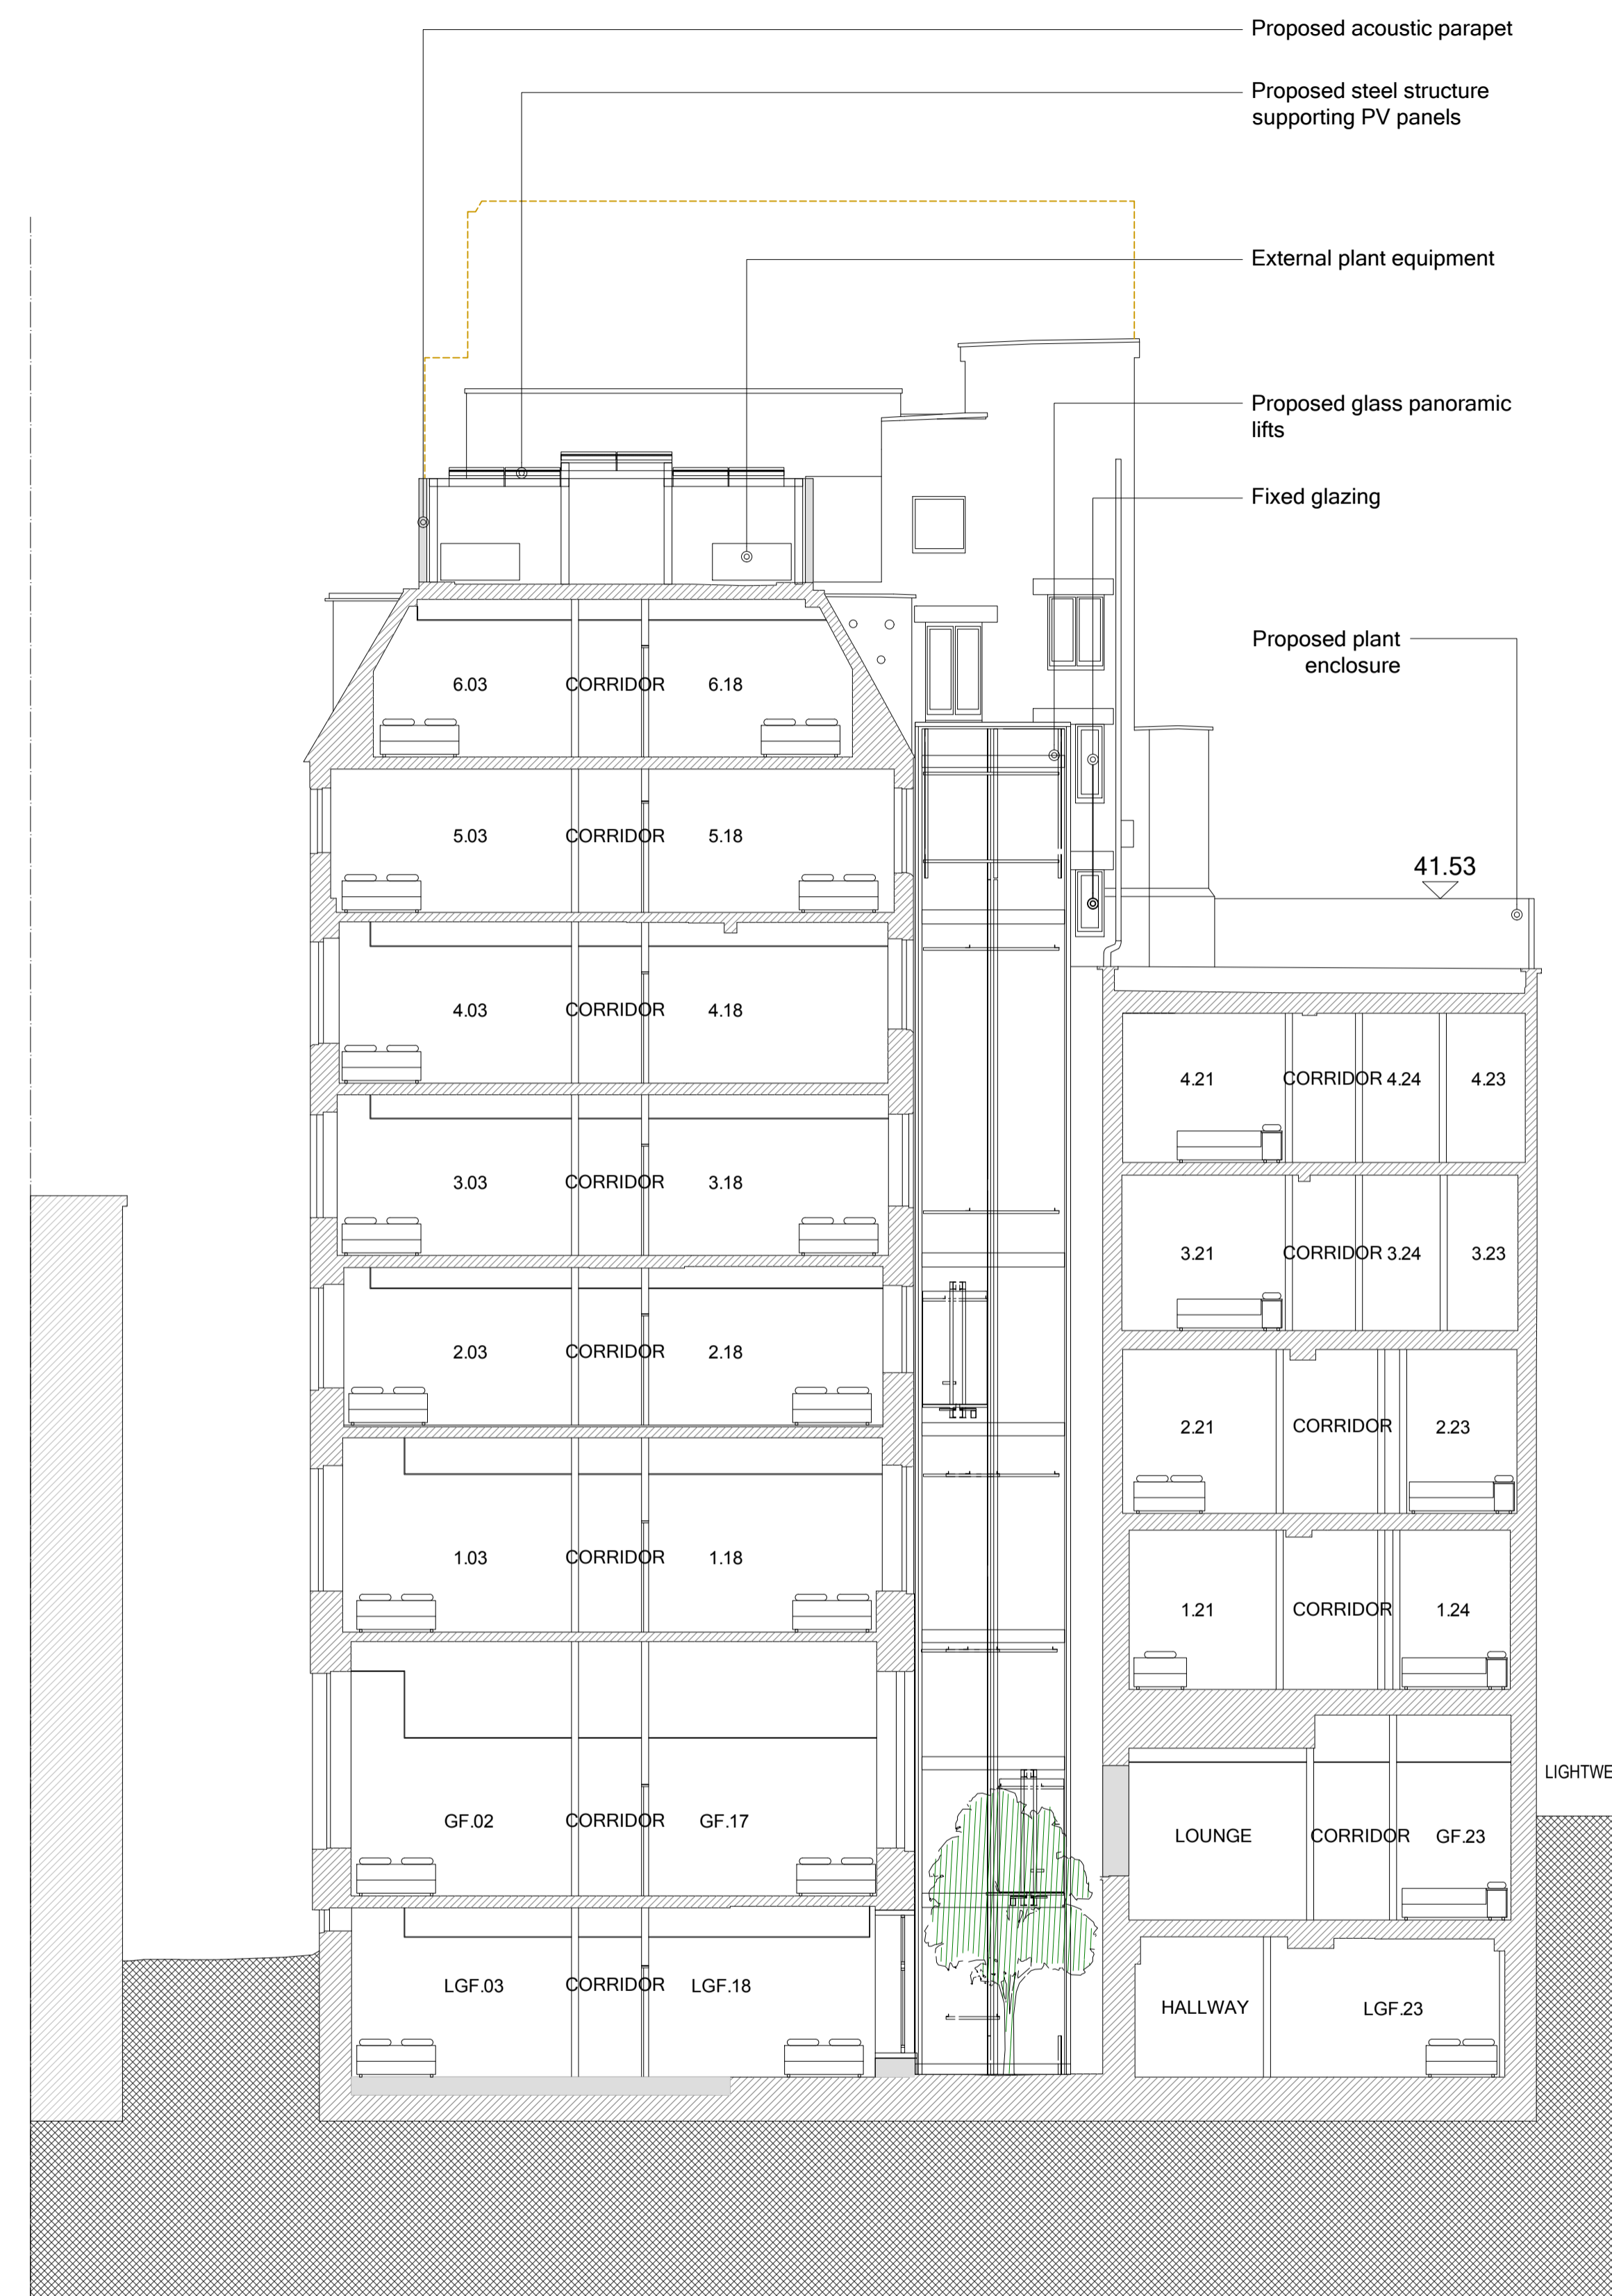 Proposed acoustic parapet
Proposed steel structure
supporting PV panels
External plant equipment
Proposed glass panoramic
lifts
Fixed glazing
Proposed plant
enclosure
41.53
6.03 CORRIDOR 6.18
5.03 CORRIDOR 5.18
4.03 CORRIDOR 4.18
4.21 CORRIDOR 4.24 4.23
3.03 CORRIDOR 3.18
3.21 CORRIDOR 3.24 3.23
2.03 CORRIDOR 2.18
2.21 CORRIDOR 2.23
1.03 CORRIDOR 1.18
1.21 CORRIDOR 1.24
LIGHTWE
GF.02 CORRIDOR GF.17
LOUNGE CORRIDOR GF.23
LGF.03 CORRIDOR LGF.18
HALLWAY LGF.23